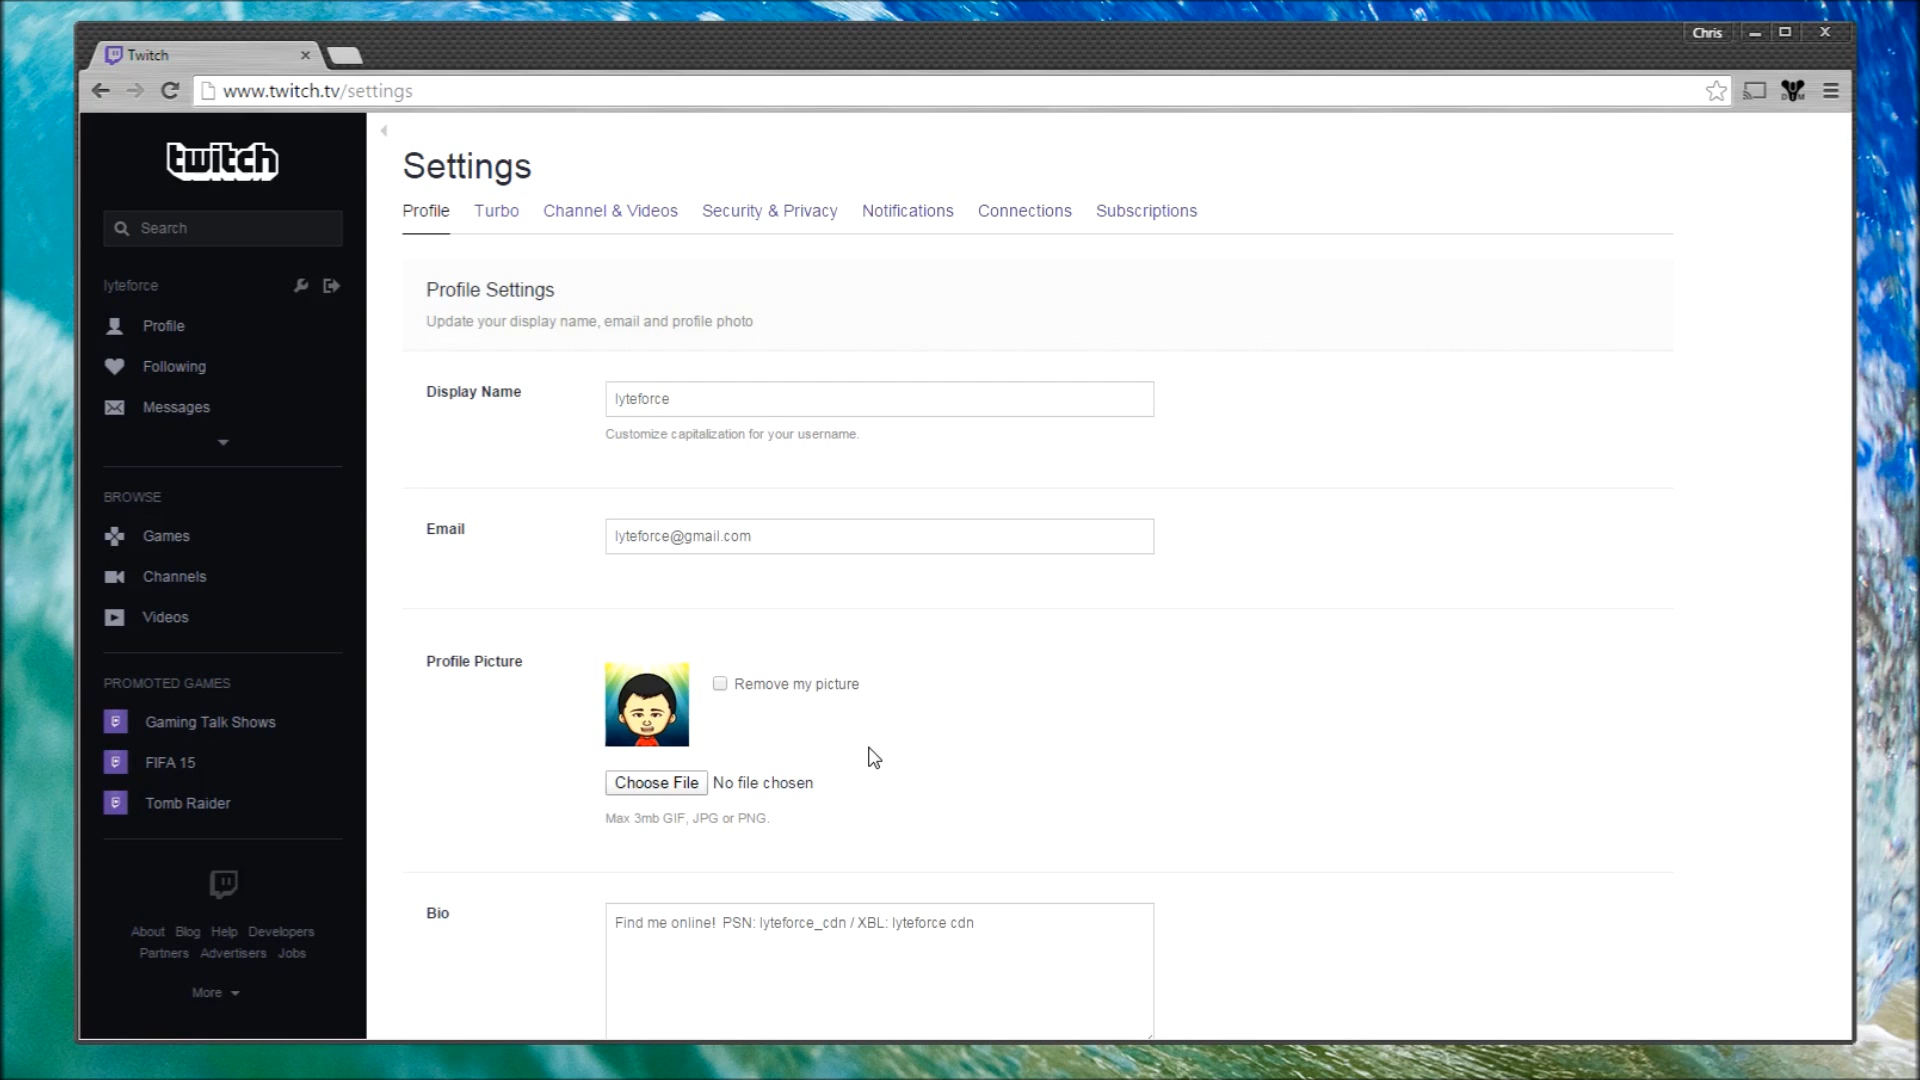 Chris
Twitch
www.twitch.tv/settings
twitch
Search
lyteforce
Profile
Following
Messages
BROWSE
Games
Channels
Videos
PROMOTED GAMES
Gaming Talk Shows
FIFA 15
Tomb Raider
About Blog Help Developers
Partners Advertisers Jobs
More
Settings
Profile Turbo Channel & Videos Security & Privacy Notifications Connections Subscriptions
Profile Settings
Update your display name, email and profile photo
Display Name
lyteforce
Customize capitalization for your username.
Email
lyteforce@gmail.com
Profile Picture
Remove my picture
Choose File No file chosen
Max 3mb GIF, JPG or PNG.
Bio
Find me online! PSN: lyteforce_cdn / XBL: lyteforce cdn